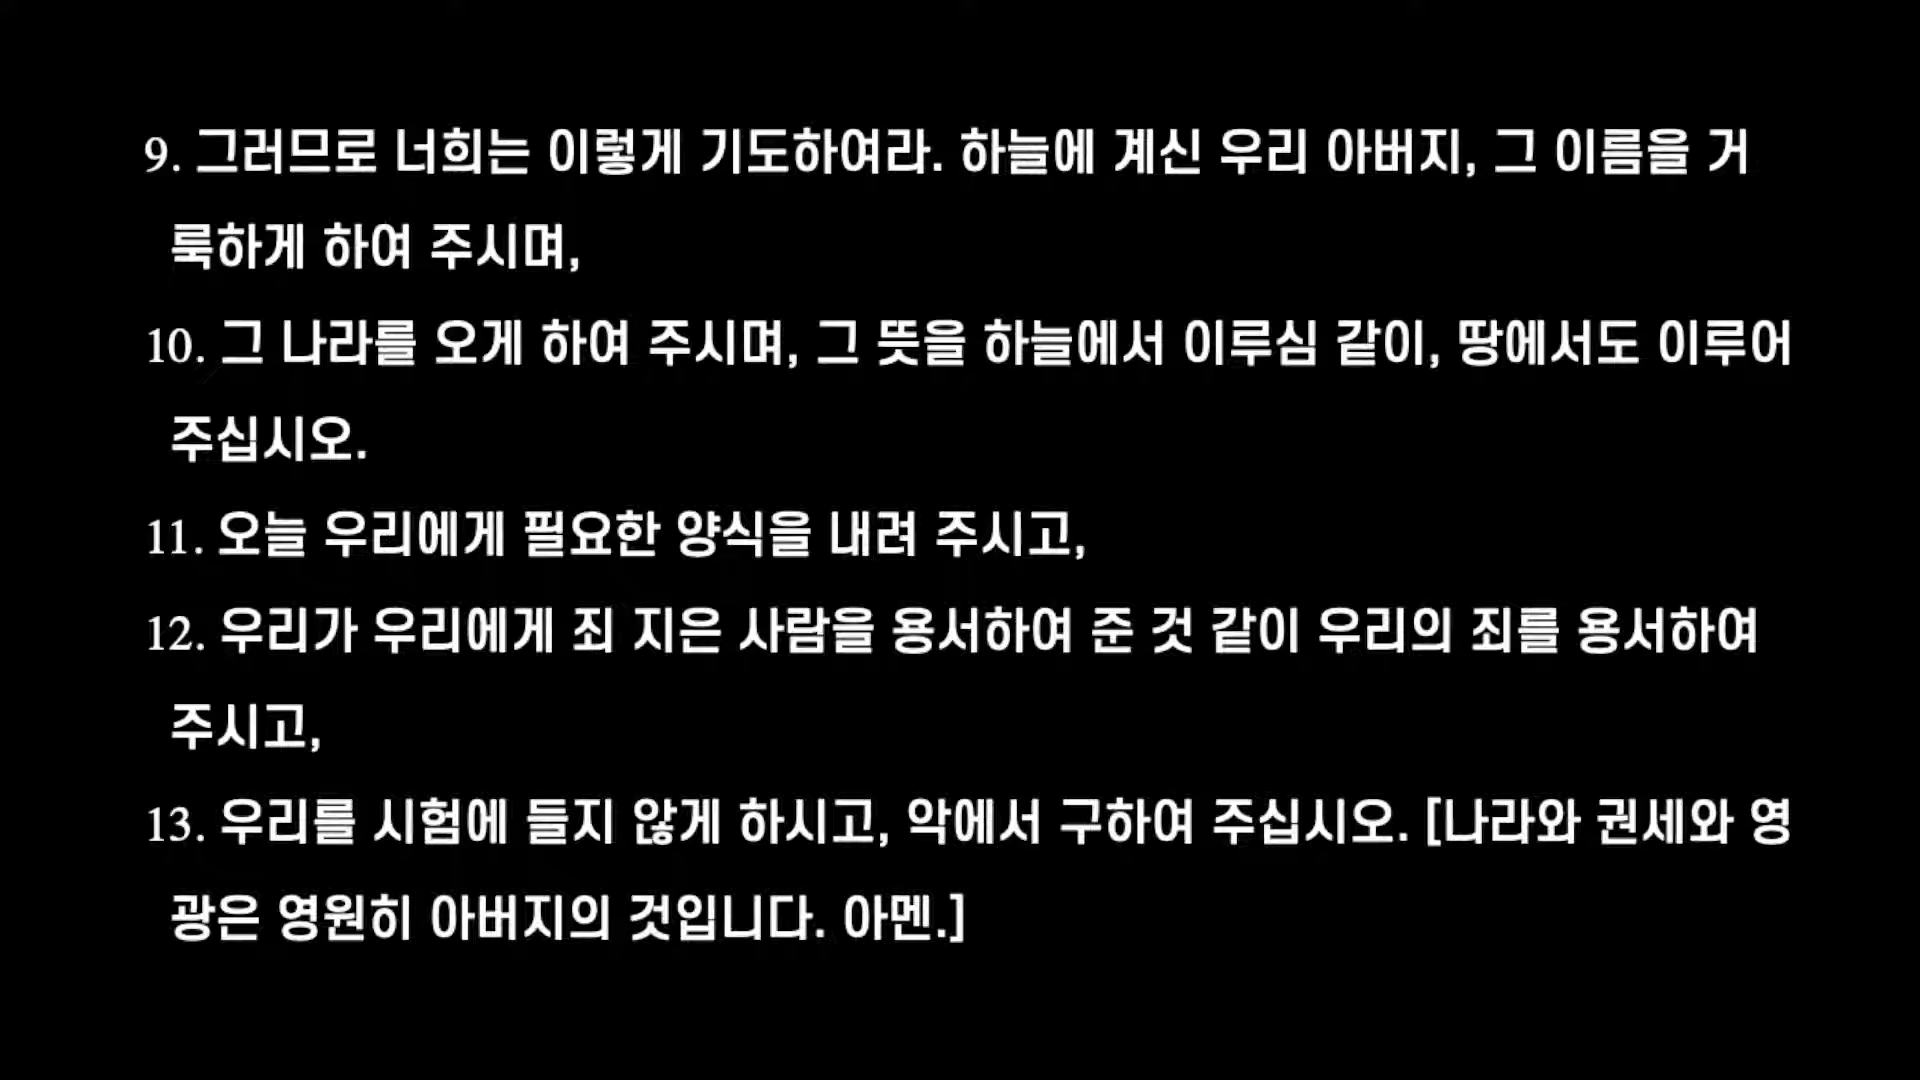 9. 그러므로 너희는 이렇게 기도하여라. 하늘에 계신 우리 아버지, 그 이름을 거
룩하게 하여 주시며,
10. 그 나라를 오게 하여 주시며, 그 뜻을 하늘에서 이루심 같이, 땅에서도 이루어
주십시오.
11. 오늘 우리에게 필요한 양식을 내려 주시고,
12. 우리가 우리에게 죄 지은 사람을 용서하여 준 것 같이 우리의 죄를 용서하여
주시고,
13. 우리를 시험에 들지 않게 하시고, 악에서 구하여 주십시오. [나라와 권세와 영
광은 영원히 아버지의 것입니다. 아멘.]